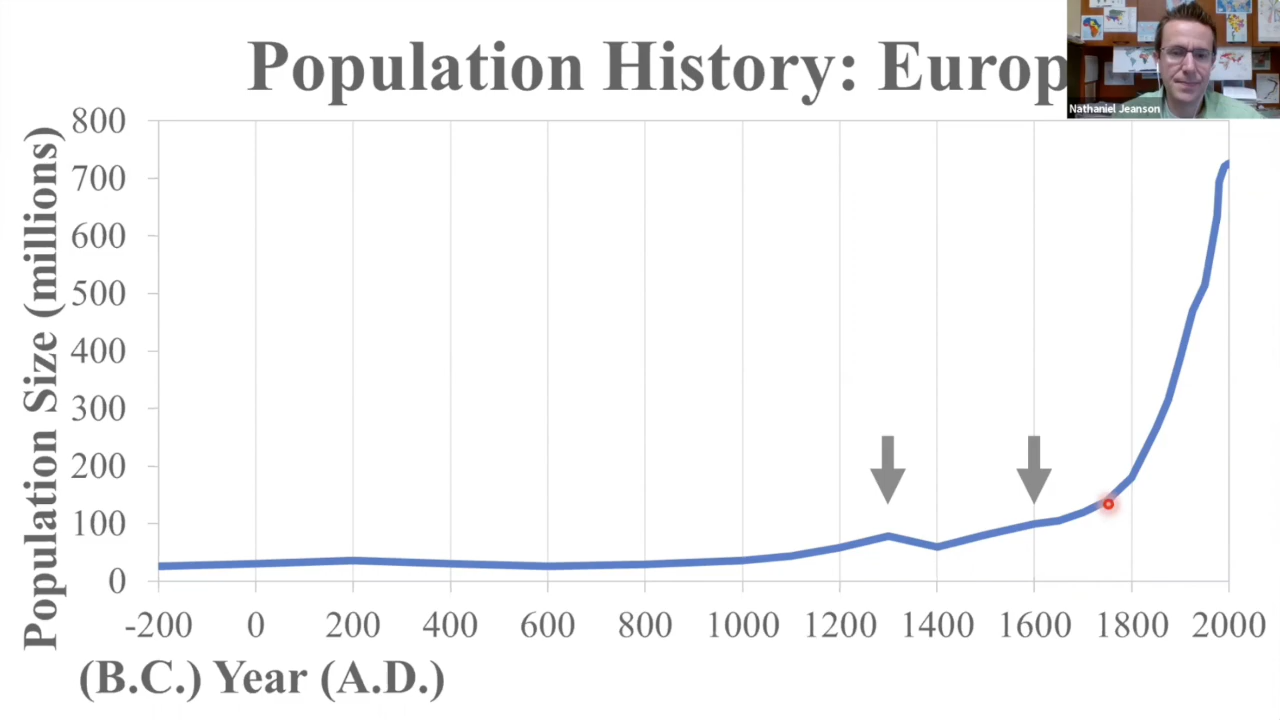 Population History: Europ
Nathaniel Jeanson
Population Size (millions)
800
700
600
500
400
300
200
100
0
-200 0 200 400 600 800 1000 1200 1400 1600 1800 2000
(B.C.) Year (A.D.)